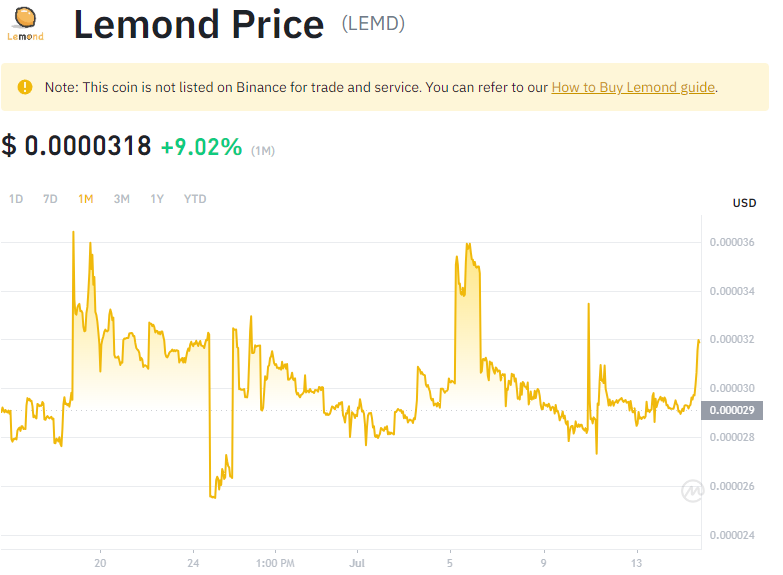 Lemond
Lemond Price (LEMD)
Note: This coin is not listed on Binance for trade and service. You can refer to our How to Buy Lemond guide.
$ 0.0000318 +9.02% (1M)
1D 7D 1M 3M 1Y YTD
USD
0.000036
0.000034
0.000032
0.000030
0.000029
0.000028
0.000026
0.000024
20 24 1:00 PM Jul 5 9 13